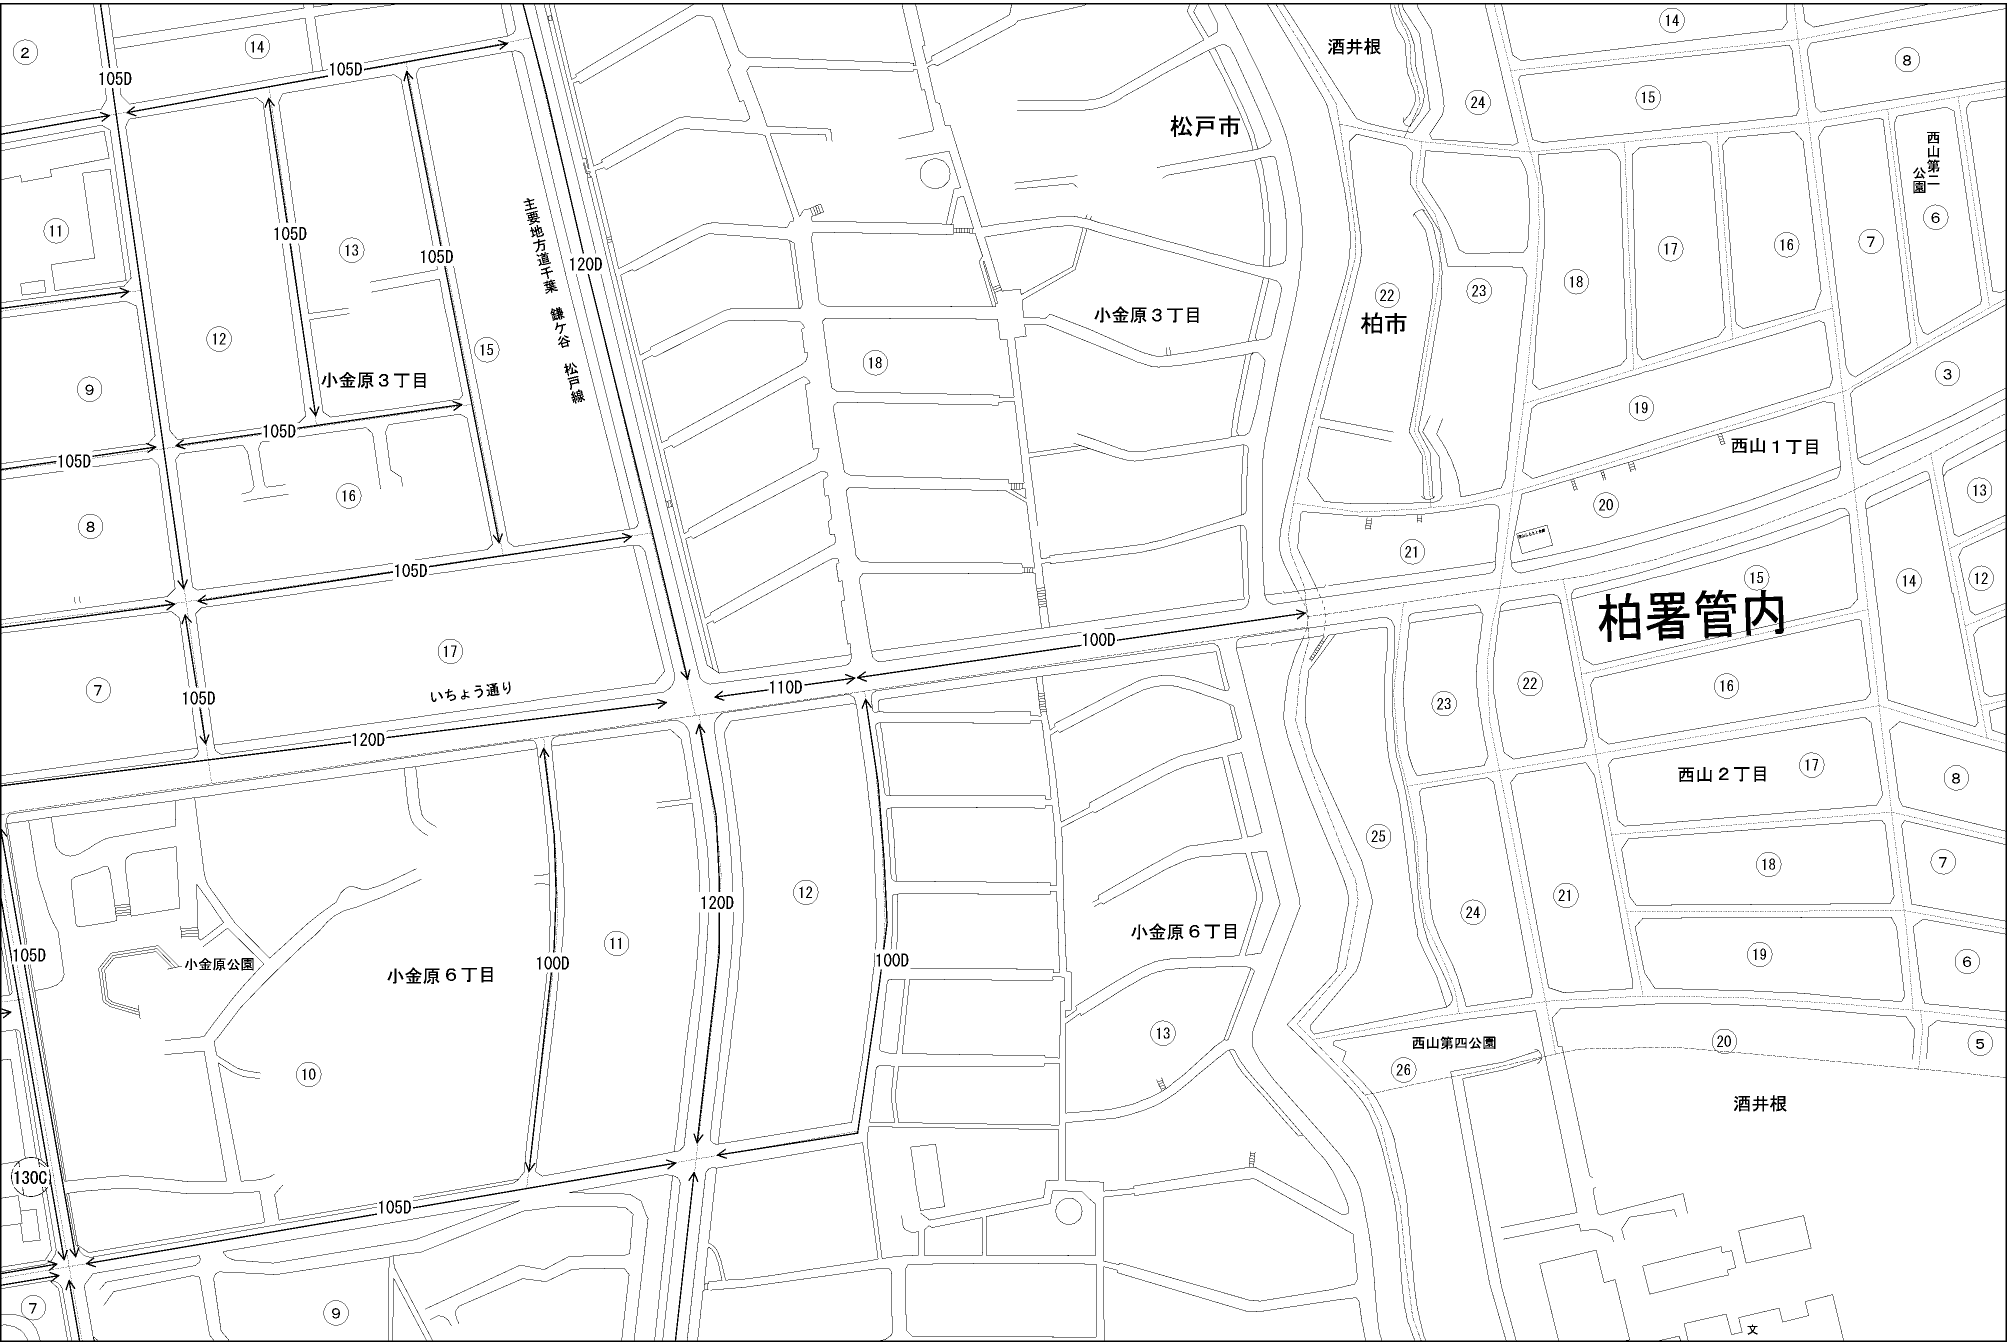 2
14
105D
105D
酒井根
14
15
8
24
松戸市
西山第二
公園
6
7
16
17
18
11
105D
13
105D
主要地方道千葉 鎌ケ谷 松戸線
120D
12
15
小金原3丁目
9
105D
105D
16
8
105D
18
小金原3丁目
22
柏市
23
3
19
西山1丁目
20
21
13
12
14
15
柏署管内
17
いちょう通り
7
105D
120D
110D
100D
23
22
16
西山2丁目
17
8
25
18
7
24
21
19
6
12
120D
100D
100D
11
小金原6丁目
小金原6丁目
小金原公園
105D
10
13
西山第四公園
26
20
5
酒井根
130C
105D
7
9
文